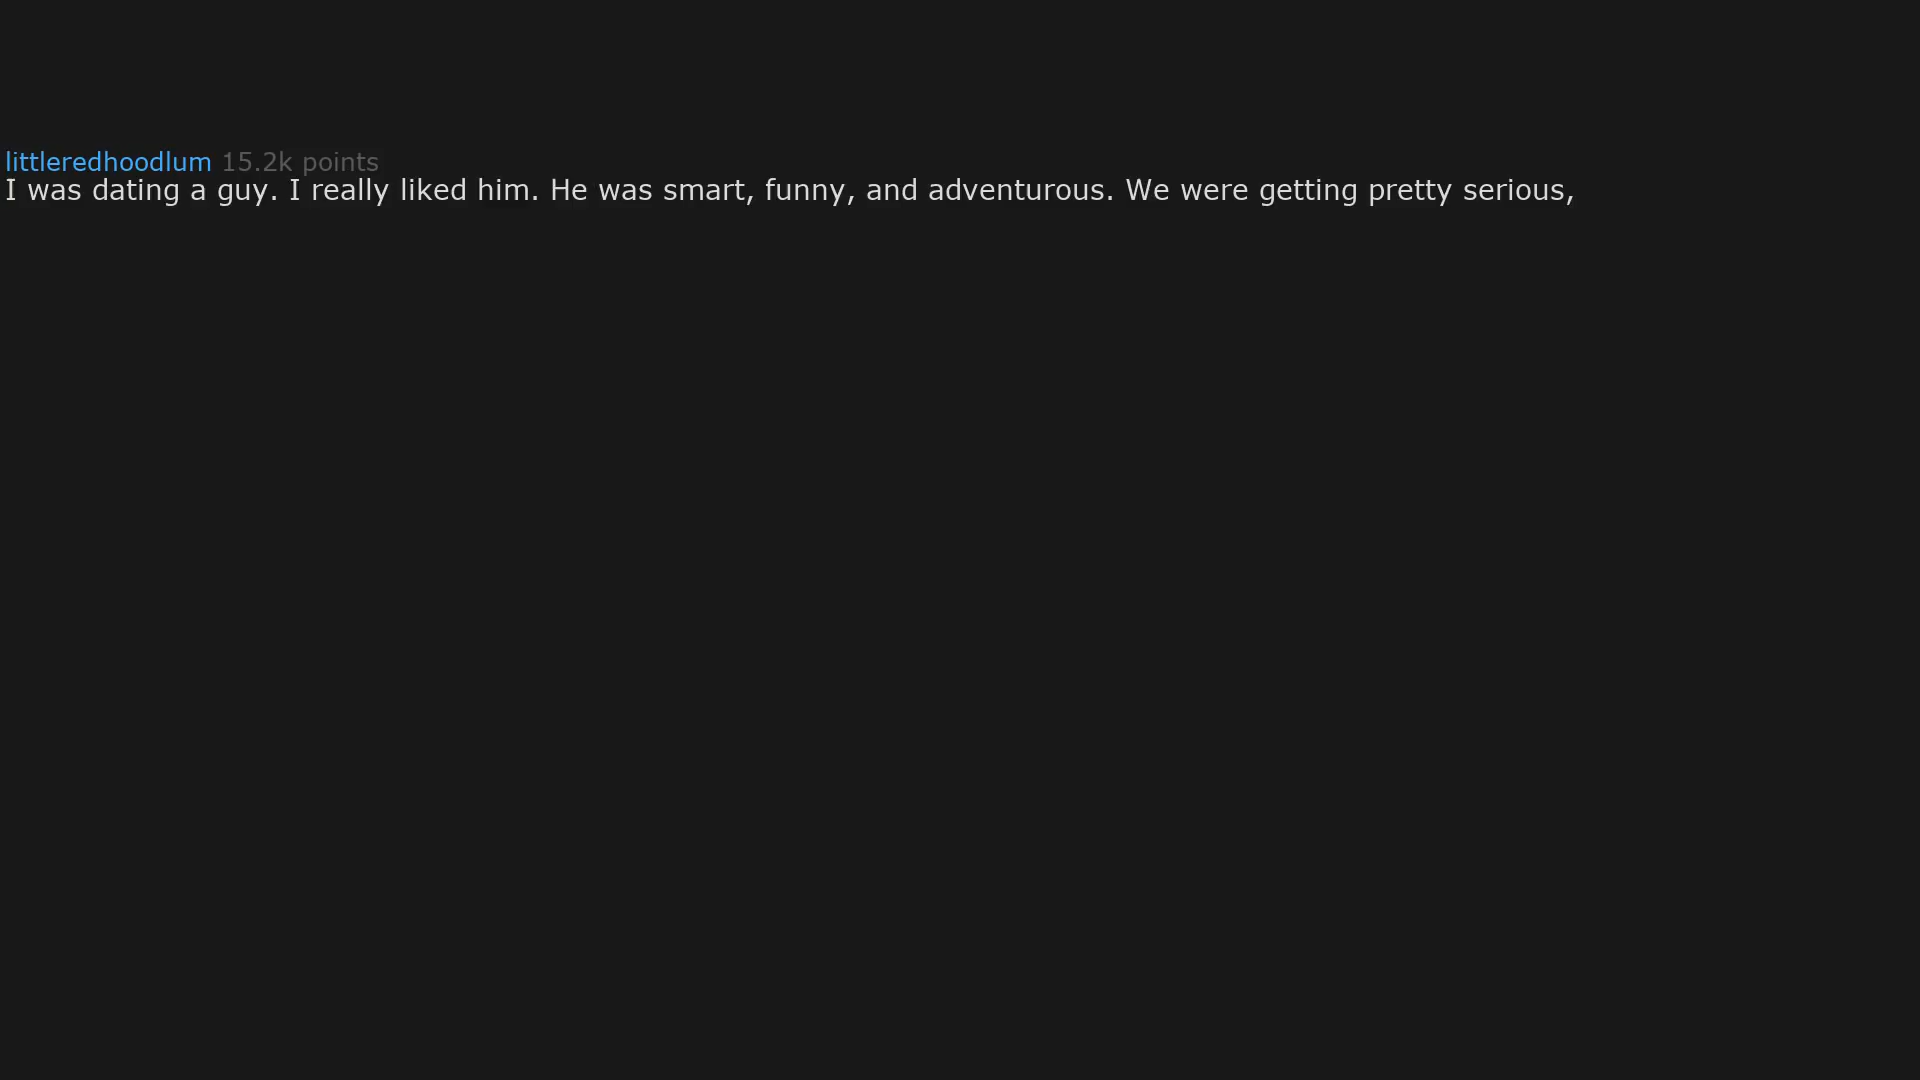 littleredhoodlum 15.2k points
I was dating a guy. I really liked him. He was smart, funny, and adventurous. We were getting pretty serious,